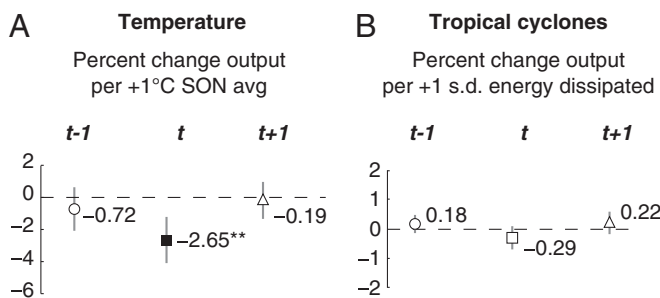 A Temperature
Percent change output
per +1°C SON avg
t-1 t t+1
2
0
−2
−4
−6
−0.72
−2.65**
−0.19
B Tropical cyclones
Percent change output
per +1 s.d. energy dissipated
t-1 t t+1
2
1
0
−1
−2
0.18
−0.29
0.22